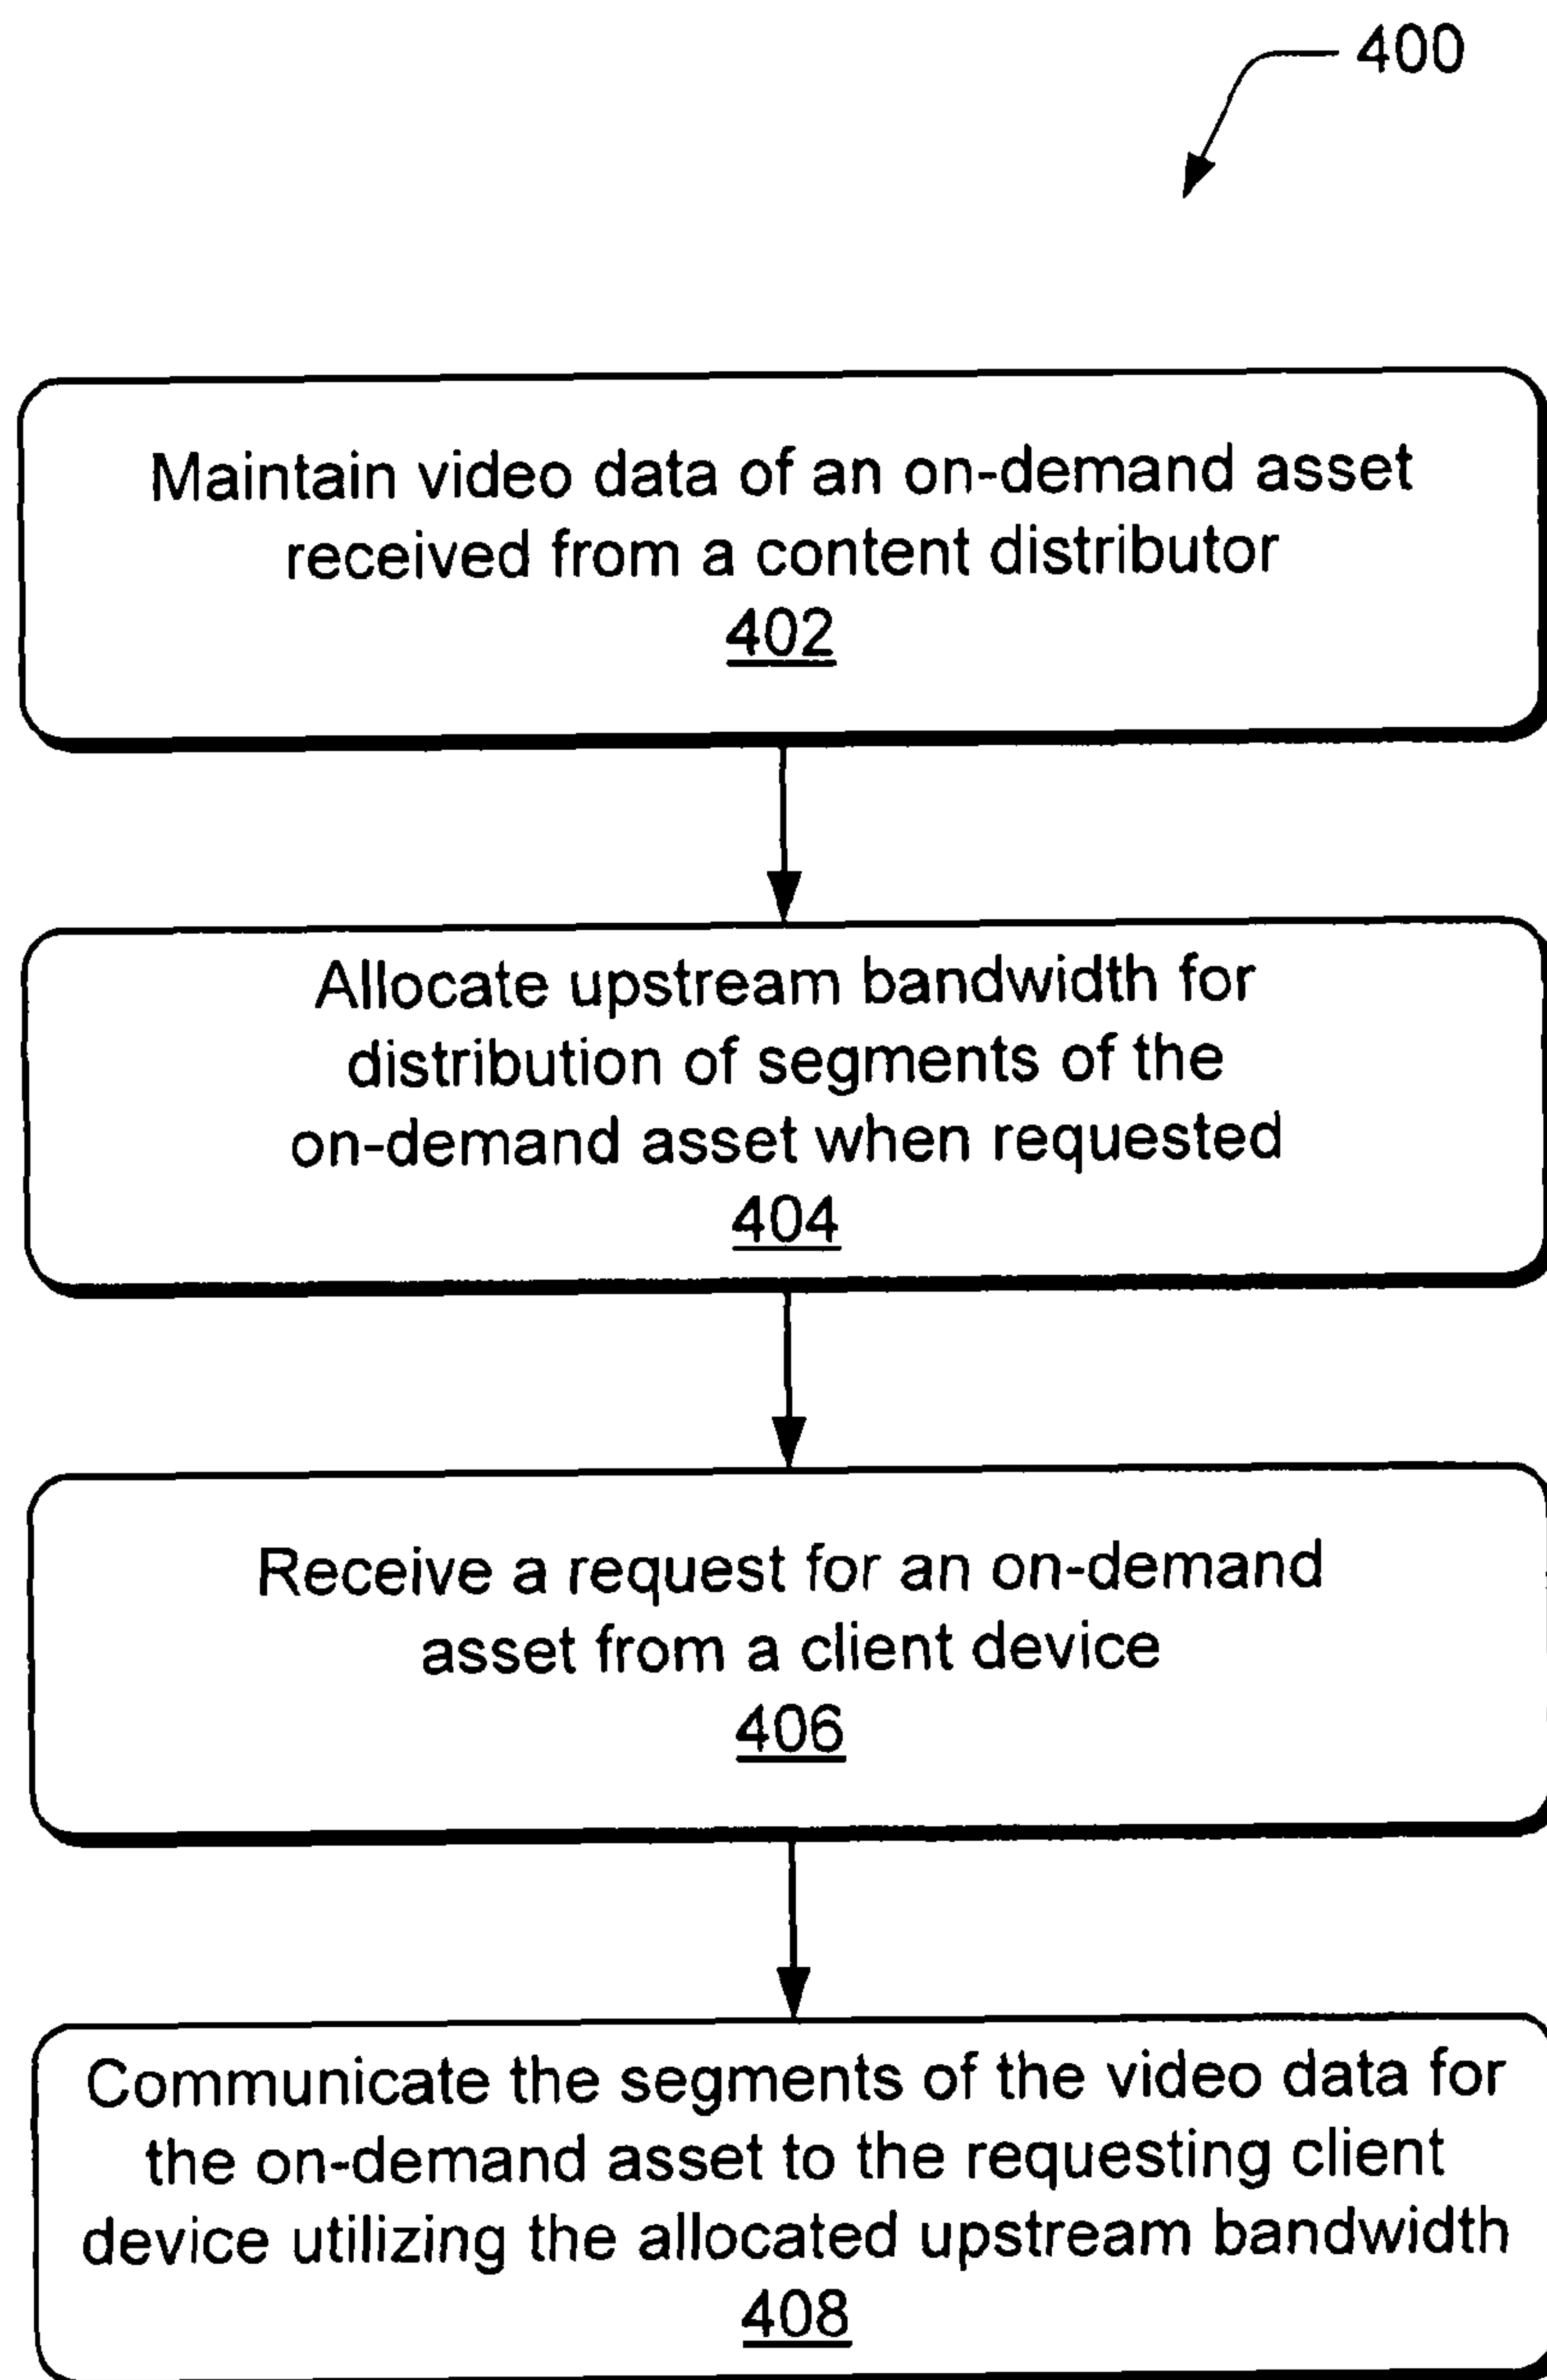 400
Maintain video data of an on-demand asset
received from a content distributor
402
Allocate upstream bandwidth for
distribution of segments of the
on-demand asset when requested
404
Receive a request for an on-demand
asset from a client device
406
Communicate the segments of the video data for
the on-demand asset to the requesting client
device utilizing the allocated upstream bandwidth
408